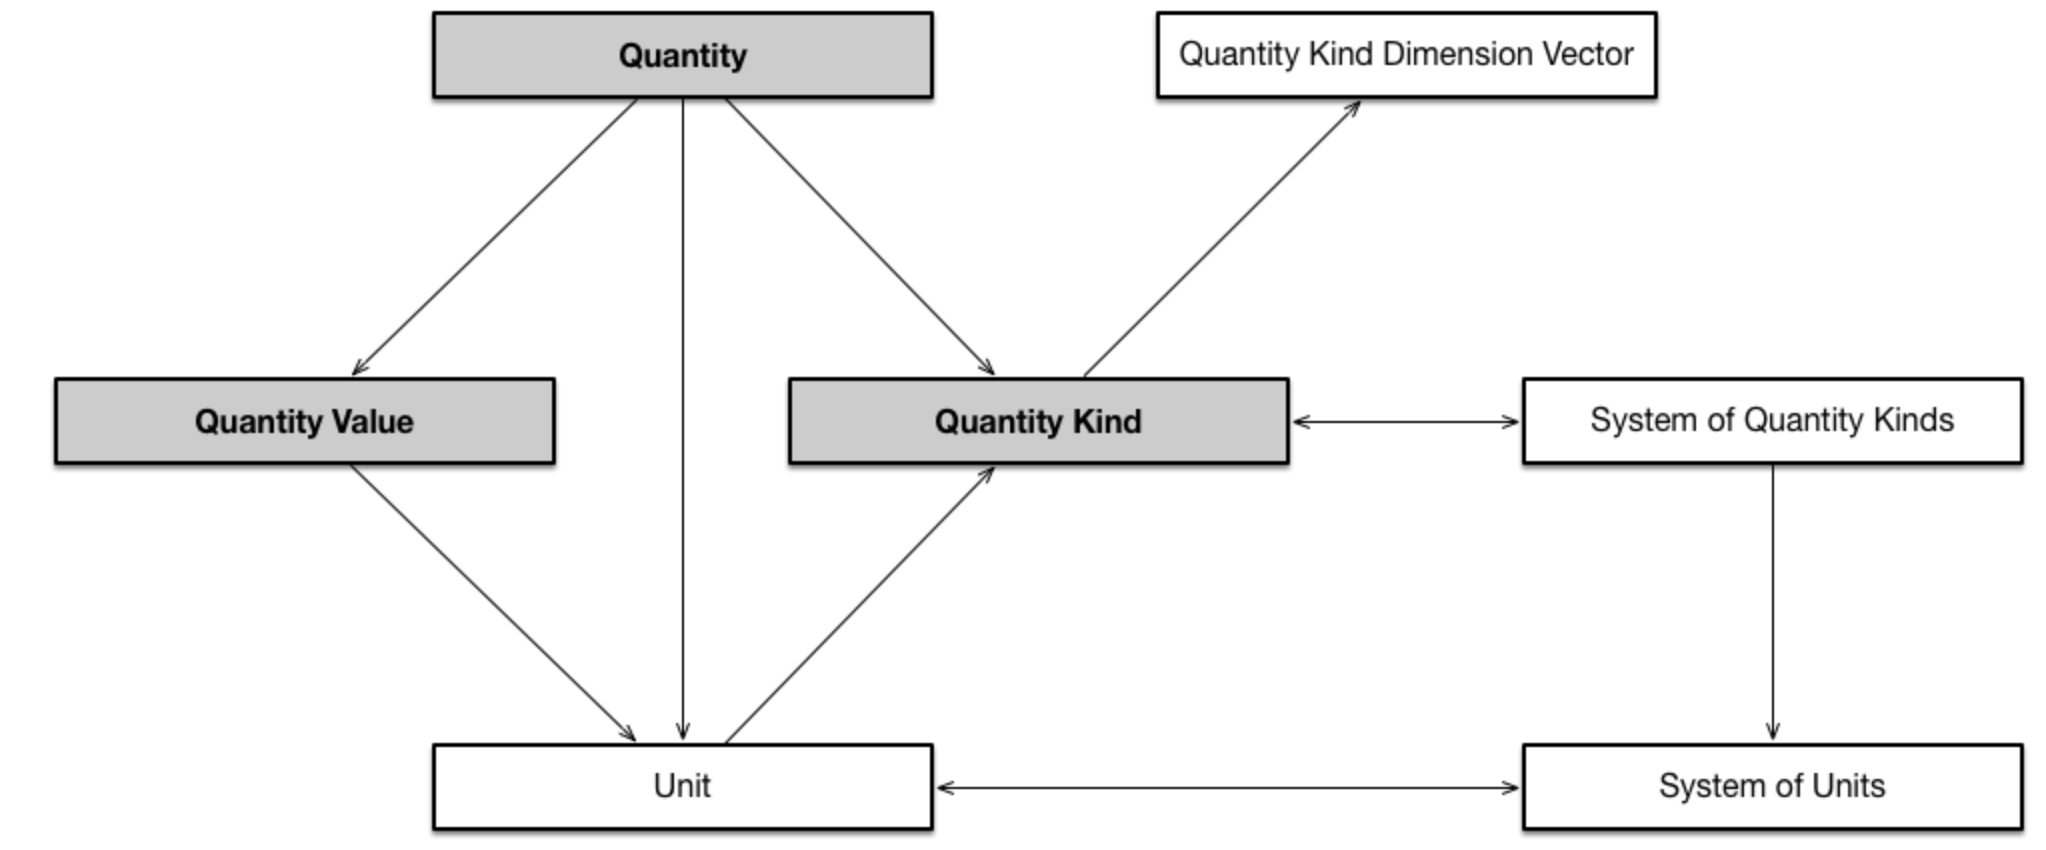 Quantity
Quantity Kind Dimension Vector
Quantity Value
Quantity Kind
System of Quantity Kinds
Unit
System of Units